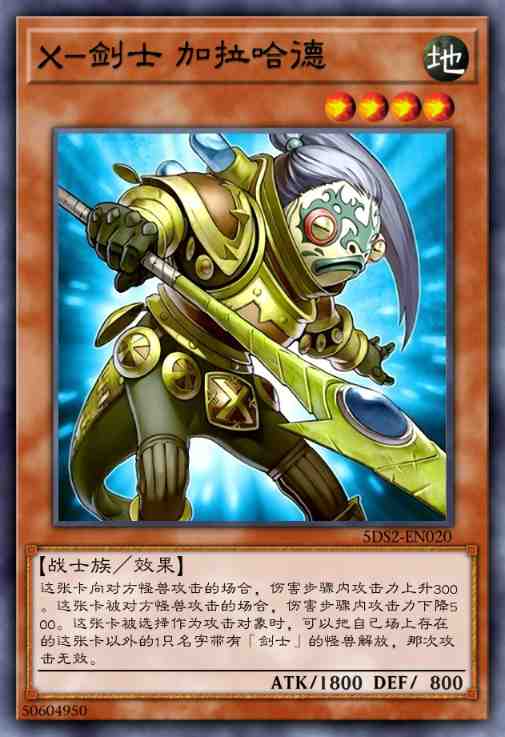 X-剑士 加拉哈德
地
5DS2-EN020
【战士族／效果】
这张卡向对方怪兽攻击的场合，伤害步骤内攻击力上升300
。这张卡被对方怪兽攻击的场合，伤害步骤内攻击力下降5
00。这张卡被选择作为攻击对象时，可以把自己场上存在
的这张卡以外的1只名字带有「剑士」的怪兽解放，那次攻
击无效。
ATK/1800 DEF/ 800
50604950